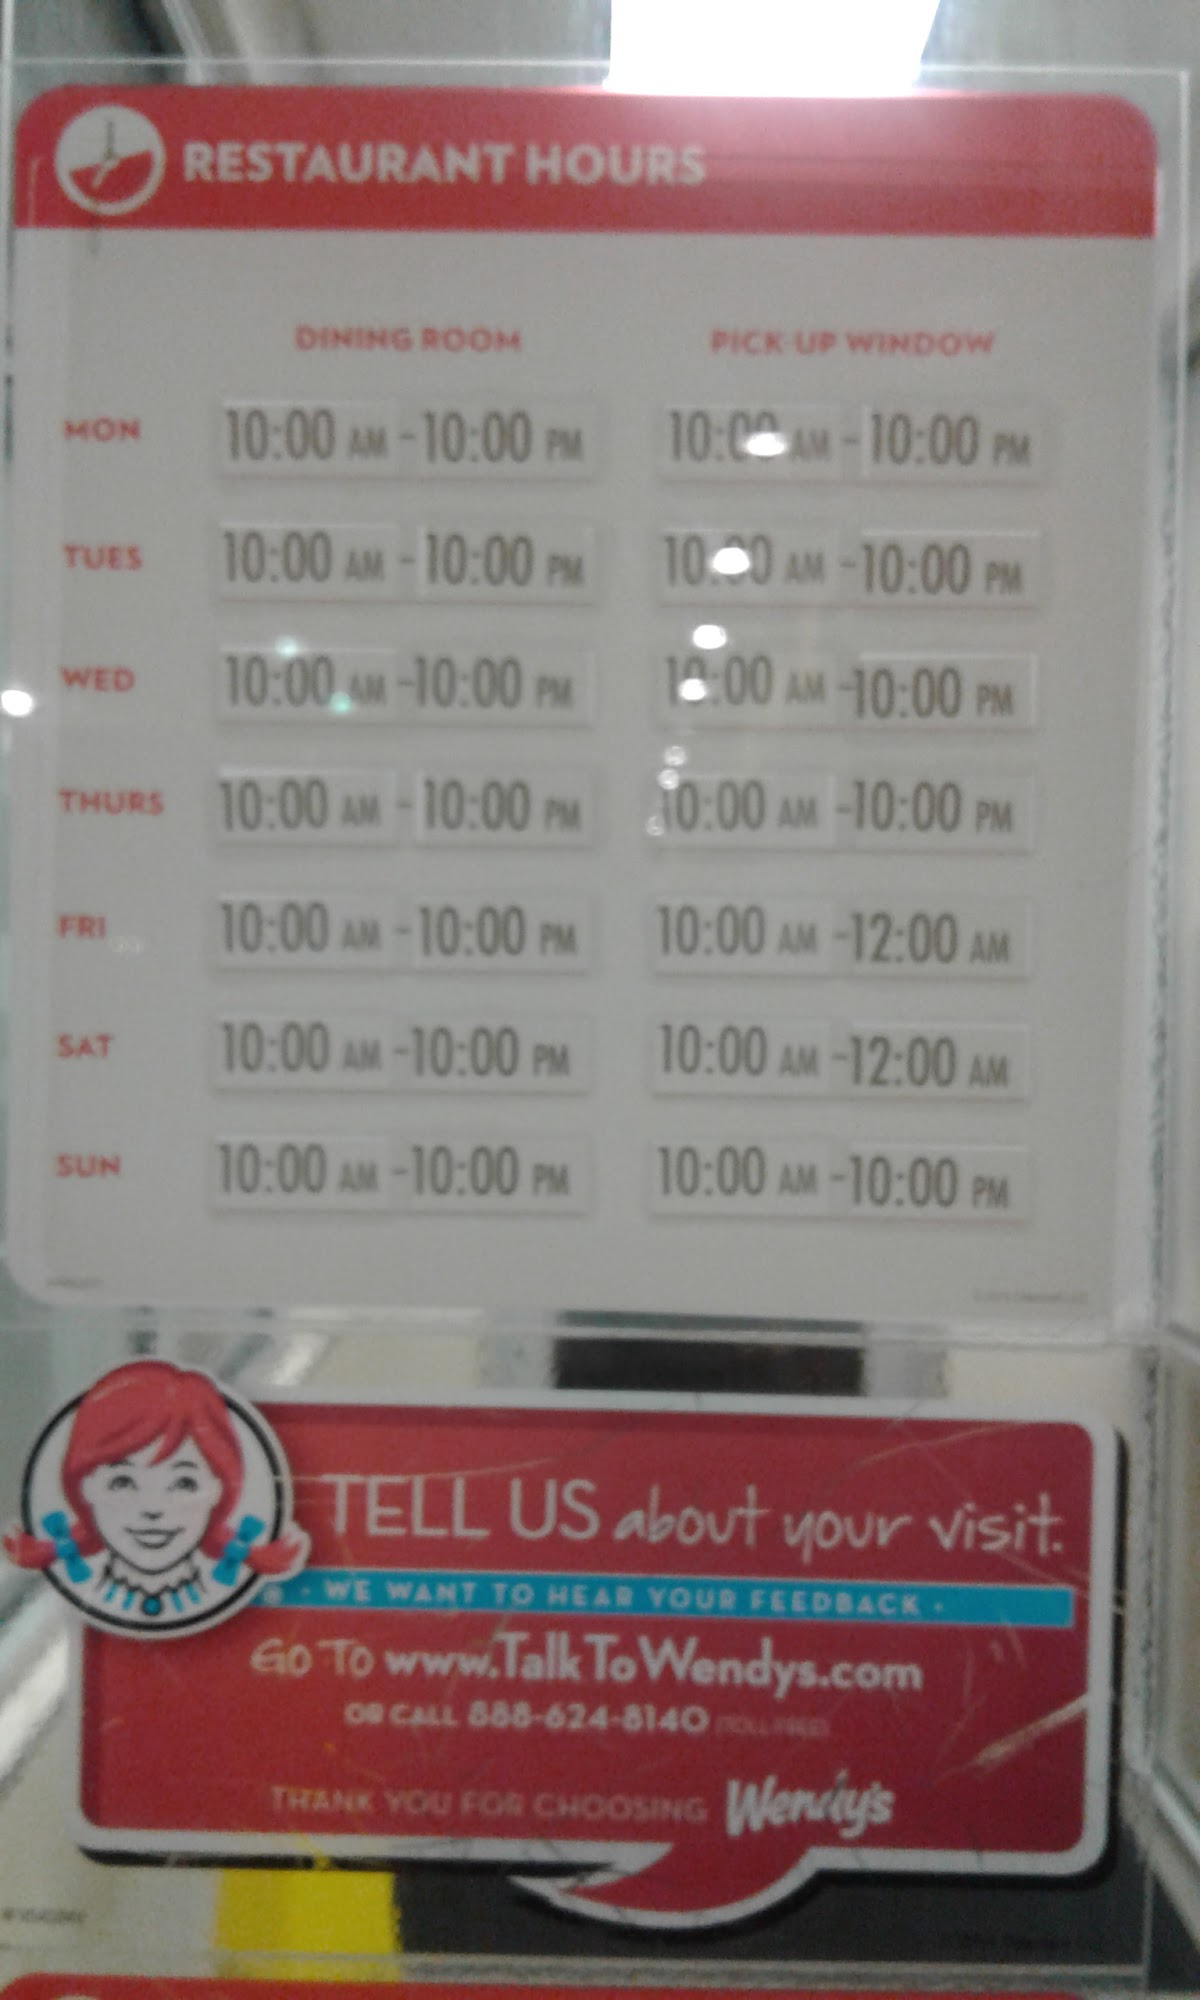 RESTAURANT HOURS
DINING ROOM PICK-UP WINDOW
MON 10:00 AM - 10:00 PM 10:00 AM - 10:00 PM
TUES 10:00 AM - 10:00 PM 10:00 AM - 10:00 PM
WED 10:00 AM - 10:00 PM 10:00 AM - 10:00 PM
THURS 10:00 AM - 10:00 PM 10:00 AM - 10:00 PM
FRI 10:00 AM - 10:00 PM 10:00 AM - 12:00 AM
SAT 10:00 AM - 10:00 PM 10:00 AM - 12:00 AM
SUN 10:00 AM - 10:00 PM 10:00 AM - 10:00 PM
TELL US about your visit.
® · WE WANT TO HEAR YOUR FEEDBACK ·
GO TO www.TalkToWendys.com
OR CALL 888-624-8140 (TOLL FREE)
THANK YOU FOR CHOOSING Wendy's